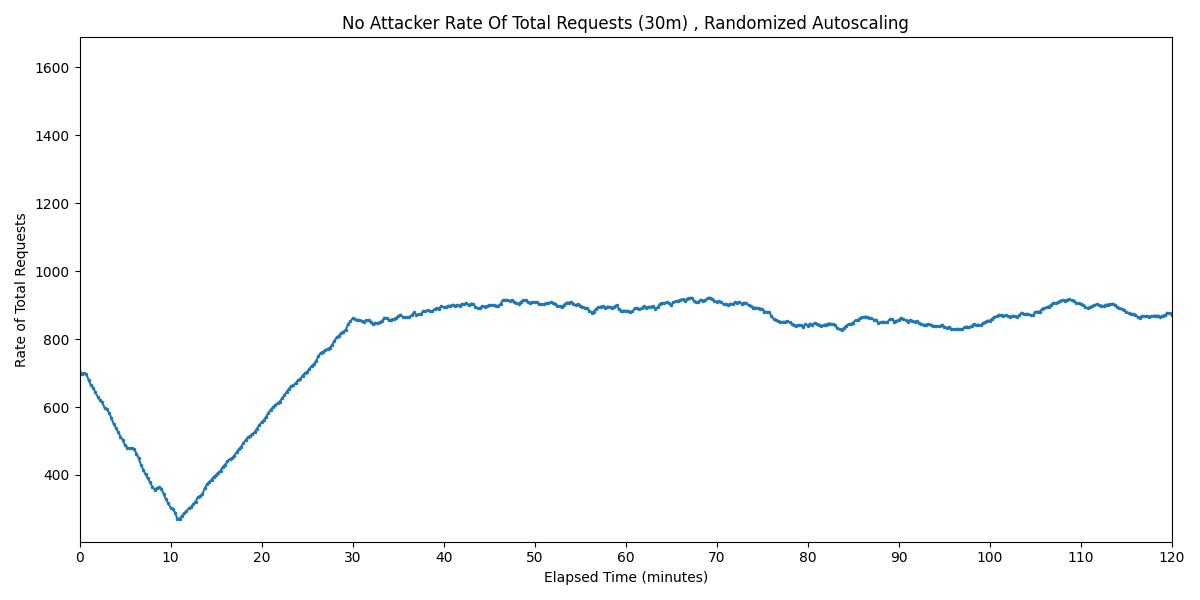 No Attacker Rate Of Total Requests (30m) , Randomized Autoscaling
Rate of Total Requests
1600
1400
1200
1000
800
600
400
0 10 20 30 40 50 60 70 80 90 100 110 120
Elapsed Time (minutes)